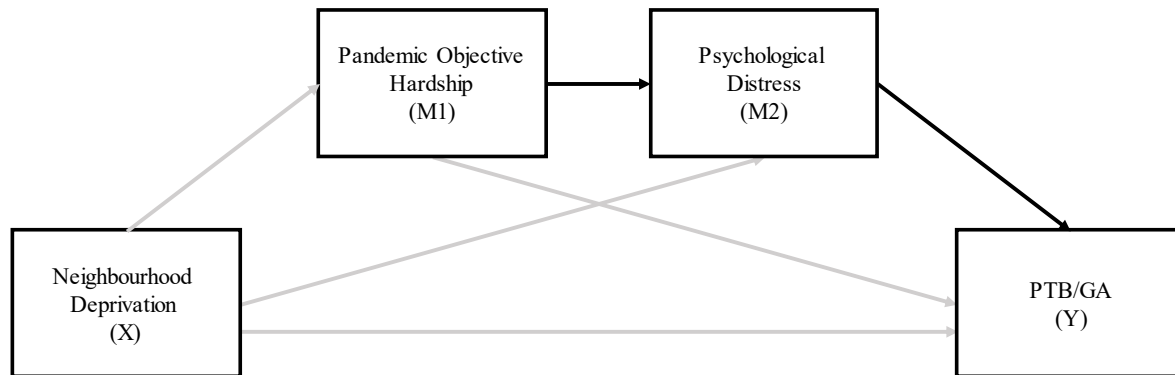 Pandemic Objective
Hardship
(M1)
Psychological
Distress
(M2)
Neighbourhood
Deprivation
(X)
PTB/GA
(Y)